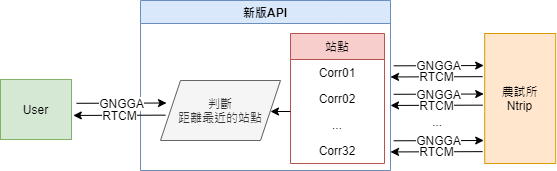 新版API
User
GNGGA
RTCM
判斷
距離最近的站點
站點
Corr01
Corr02
...
Corr32
GNGGA
RTCM
GNGGA
RTCM
...
GNGGA
RTCM
農試所
Ntrip